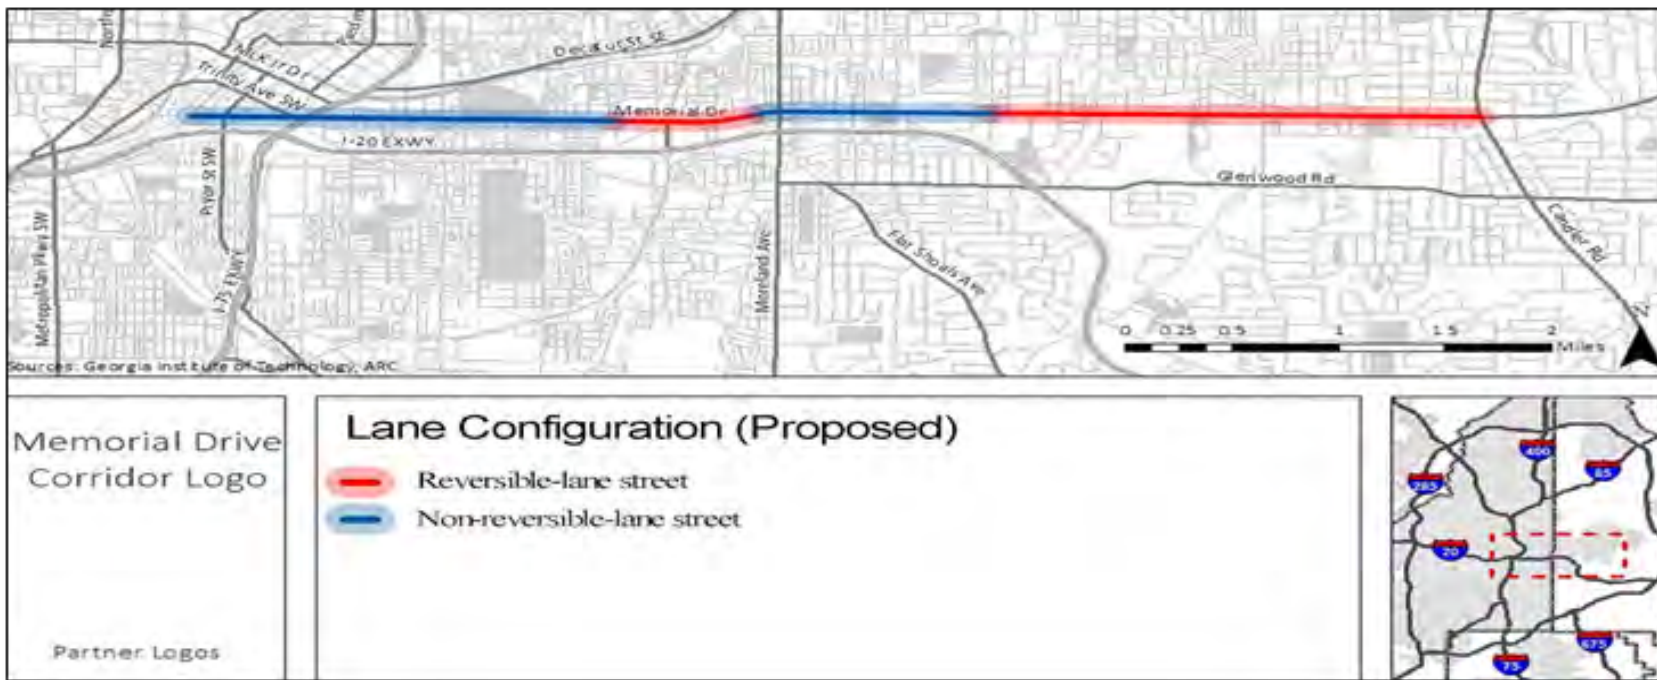 MLK Jr Dr
Decatur St SE
Trinity Ave SW
Memorial Dr
I-20 EXWY
Pryor St SW
Glenwood Rd
Candler Rd
Flat Shoals Ave
Moreland Ave
Metropolitan Pkwy SW
I-75 EXWY
N
0 0.25 0.5 1 1.5 2
Miles
Sources: Georgia Institute of Technology, ARC
Memorial Drive
Corridor Logo
Partner Logos
Lane Configuration (Proposed)
Reversible-lane street
Non-reversible-lane street
400
85
285
20
675
75